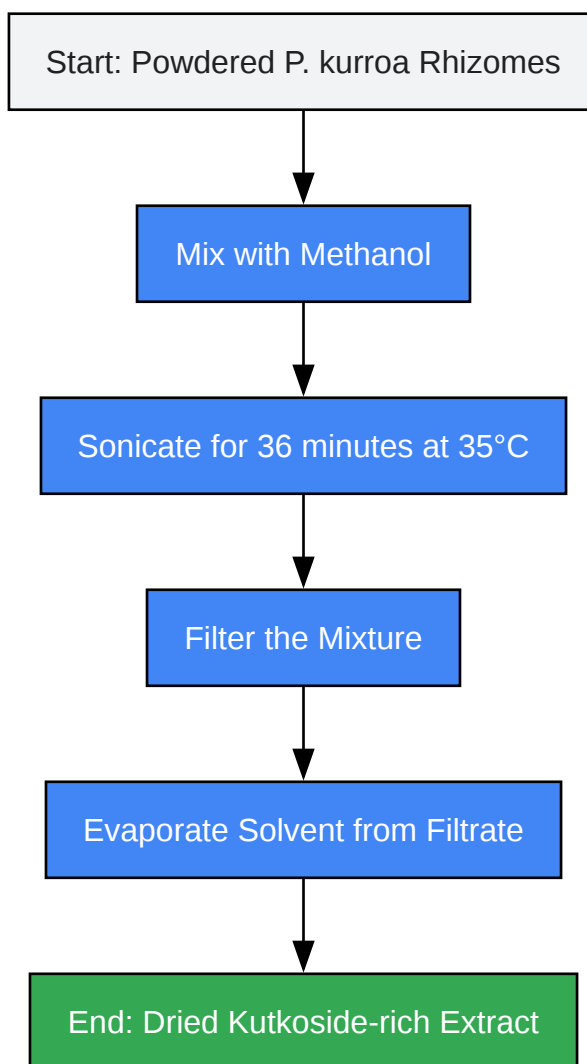 Start: Powdered P. kurroa Rhizomes
Mix with Methanol
Sonicate for 36 minutes at 35°C
Filter the Mixture
Evaporate Solvent from Filtrate
End: Dried Kutkoside-rich Extract